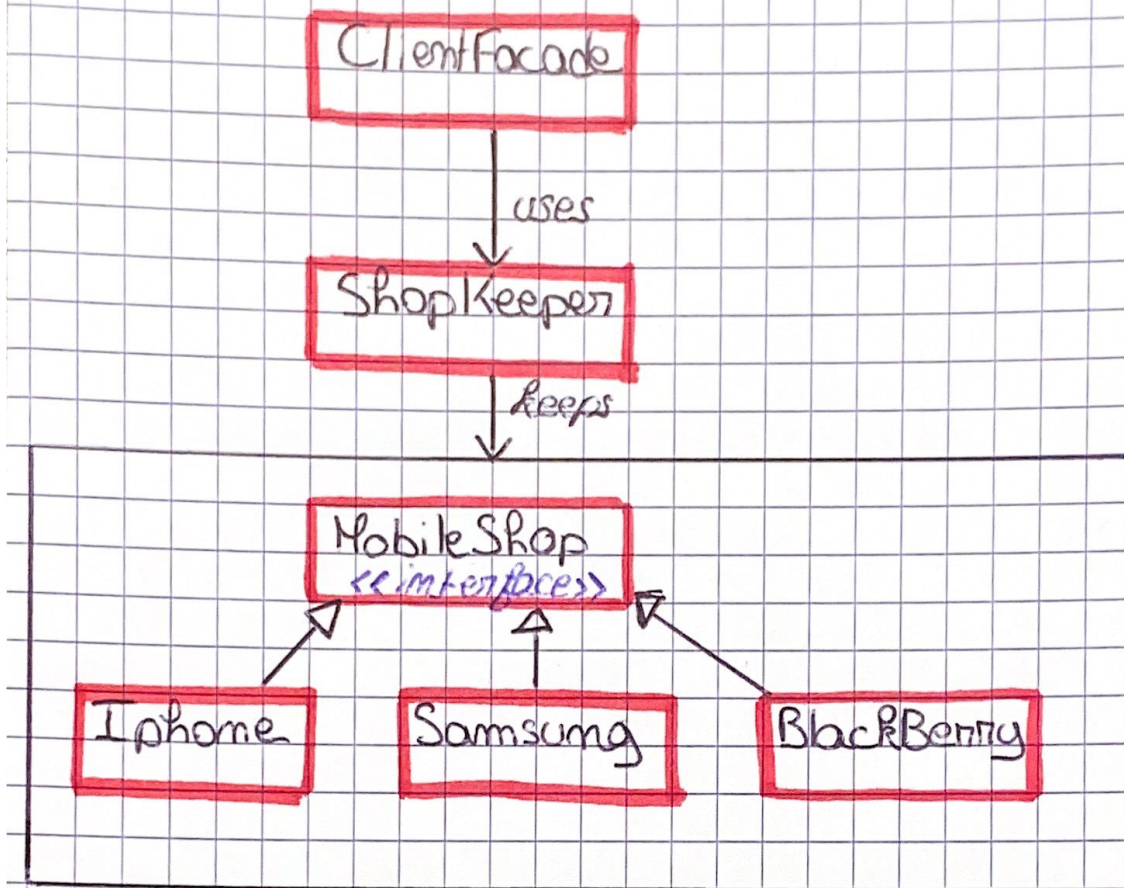 ClientFacade
uses
ShopKeeper
keeps
MobileShop
<<interface>>
Iphone
Samsung
BlackBerry